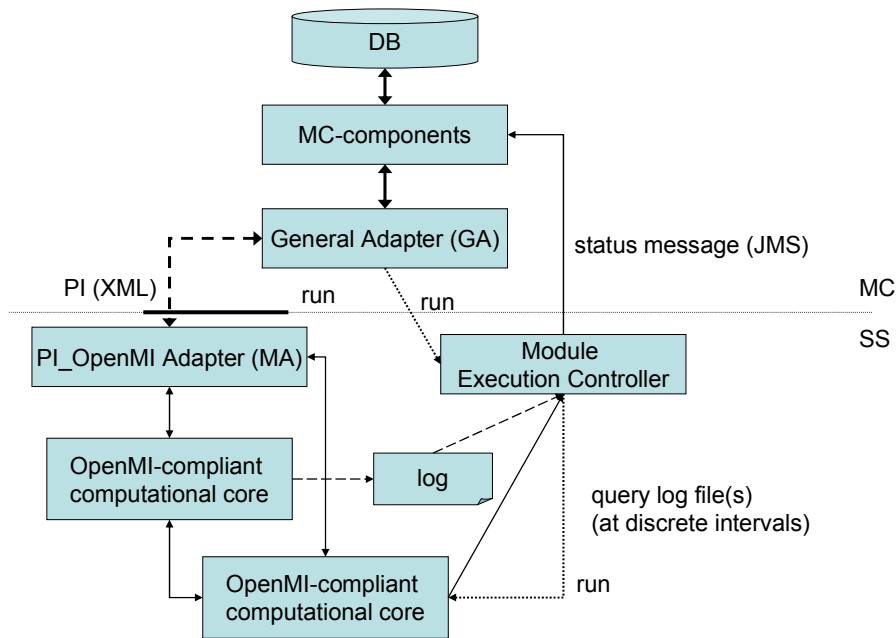 DB
MC-components
General Adapter (GA)
status message (JMS)
PI (XML)
run
run
MC
SS
PI_OpenMI Adapter (MA)
Module
Execution Controller
OpenMI-compliant
computational core
log
query log file(s)
(at discrete intervals)
OpenMI-compliant
computational core
run